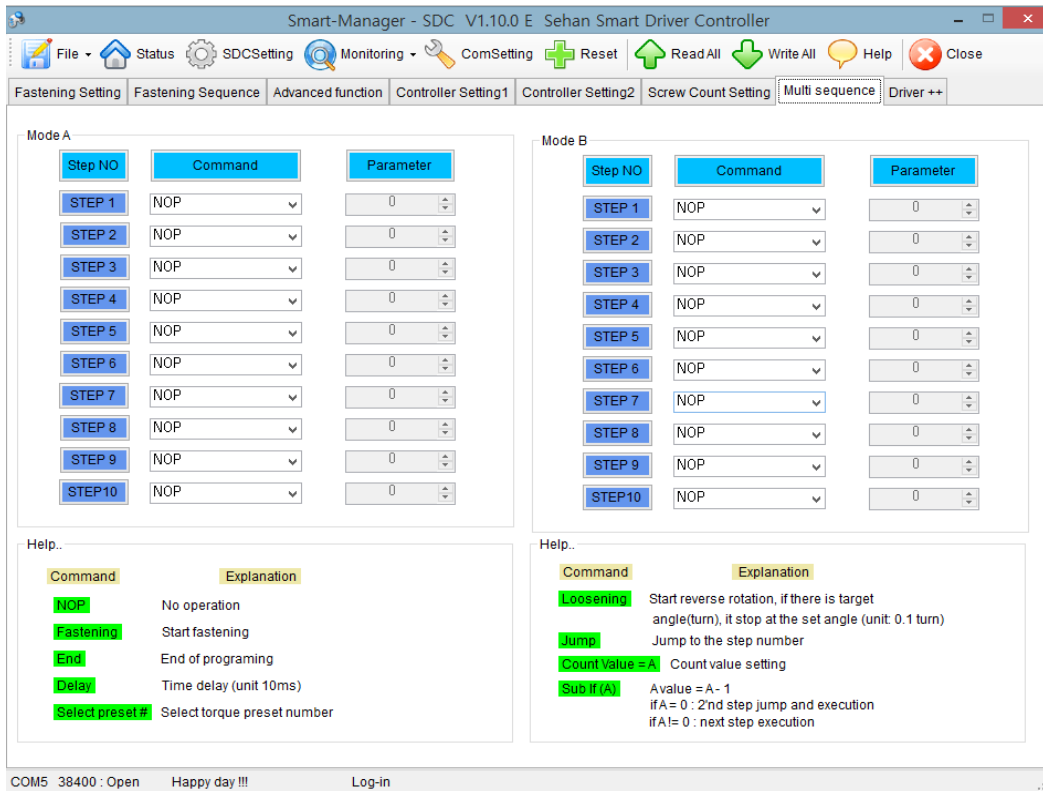 Smart-Manager - SDC V1.10.0 E Sehan Smart Driver Controller
File Status SDCSetting Monitoring ComSetting Reset Read All Write All Help Close
Fastening Setting Fastening Sequence Advanced function Controller Setting1 Controller Setting2 Screw Count Setting Multi sequence Driver ++
Mode A
Step NO Command Parameter
STEP 1 NOP 0
STEP 2 NOP 0
STEP 3 NOP 0
STEP 4 NOP 0
STEP 5 NOP 0
STEP 6 NOP 0
STEP 7 NOP 0
STEP 8 NOP 0
STEP 9 NOP 0
STEP10 NOP 0
Mode B
Step NO Command Parameter
STEP 1 NOP 0
STEP 2 NOP 0
STEP 3 NOP 0
STEP 4 NOP 0
STEP 5 NOP 0
STEP 6 NOP 0
STEP 7 NOP 0
STEP 8 NOP 0
STEP 9 NOP 0
STEP10 NOP 0
Help..
Command Explanation
NOP No operation
Fastening Start fastening
End End of programing
Delay Time delay (unit 10ms)
Select preset # Select torque preset number
Help..
Command Explanation
Loosening Start reverse rotation, if there is target
angle(turn), it stop at the set angle (unit: 0.1 turn)
Jump Jump to the step number
Count Value = A Count value setting
Sub If (A) A value = A - 1
if A = 0 : 2'nd step jump and execution
if A != 0 : next step execution
COM5 38400 : Open Happy day !!! Log-in